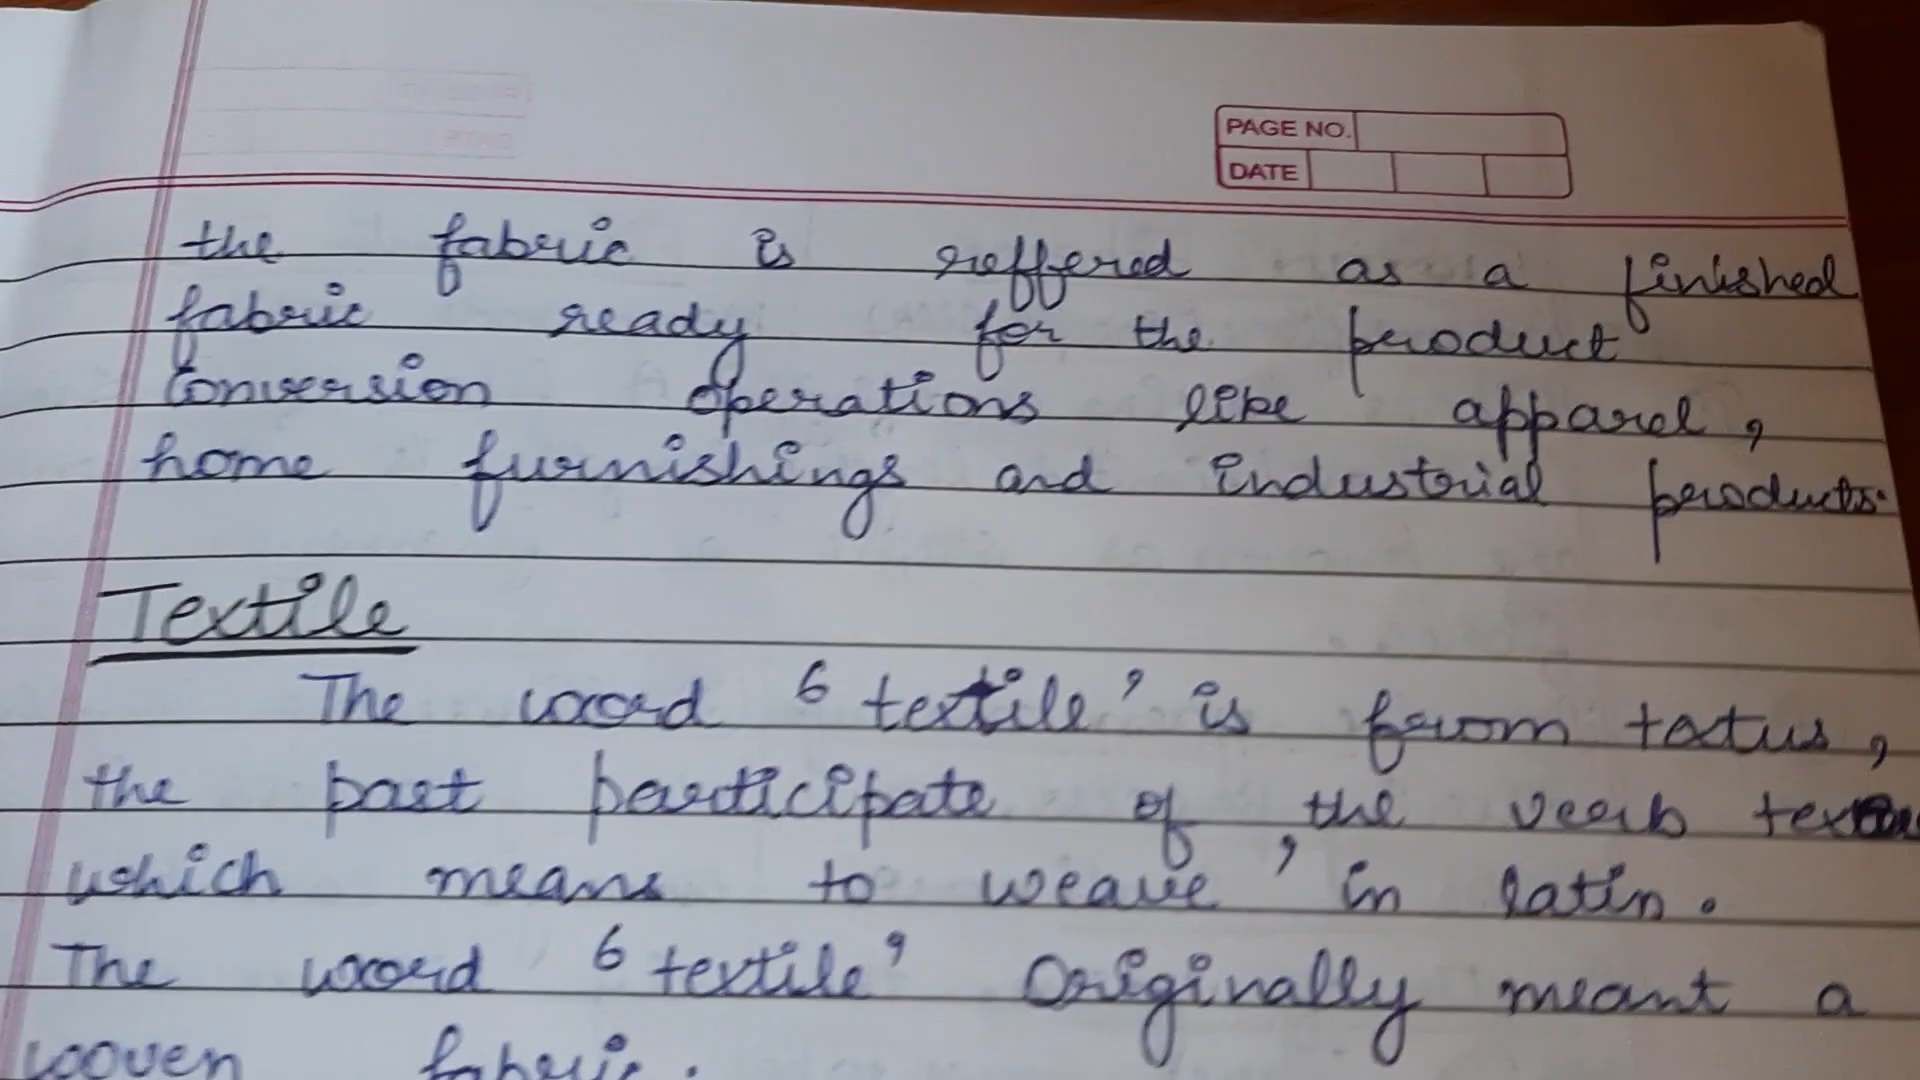 PAGE NO.
DATE
the fabric is reffered as a finished
fabric ready for the product
Conversion operations like apparel,
home furnishings and industrial products.
Textile
The word ‘textile’ is from textus,
the past participate of the verb
which means to weave’ in latin.
The word ‘textile’ Originally meant a
woven fabric.